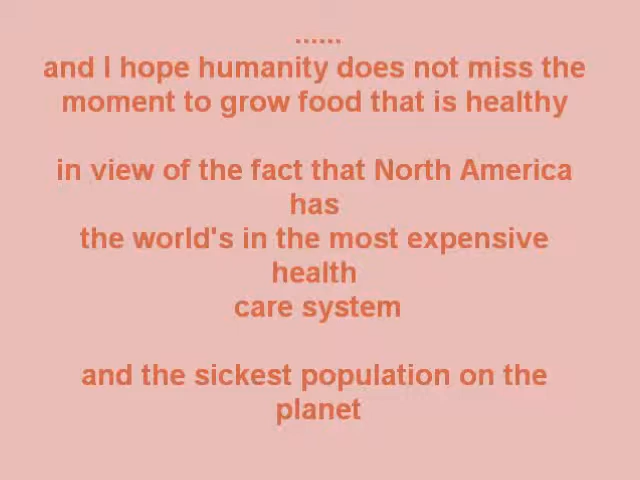 ......
and I hope humanity does not miss the
moment to grow food that is healthy
in view of the fact that North America
has
the world's in the most expensive
health
care system
and the sickest population on the
planet